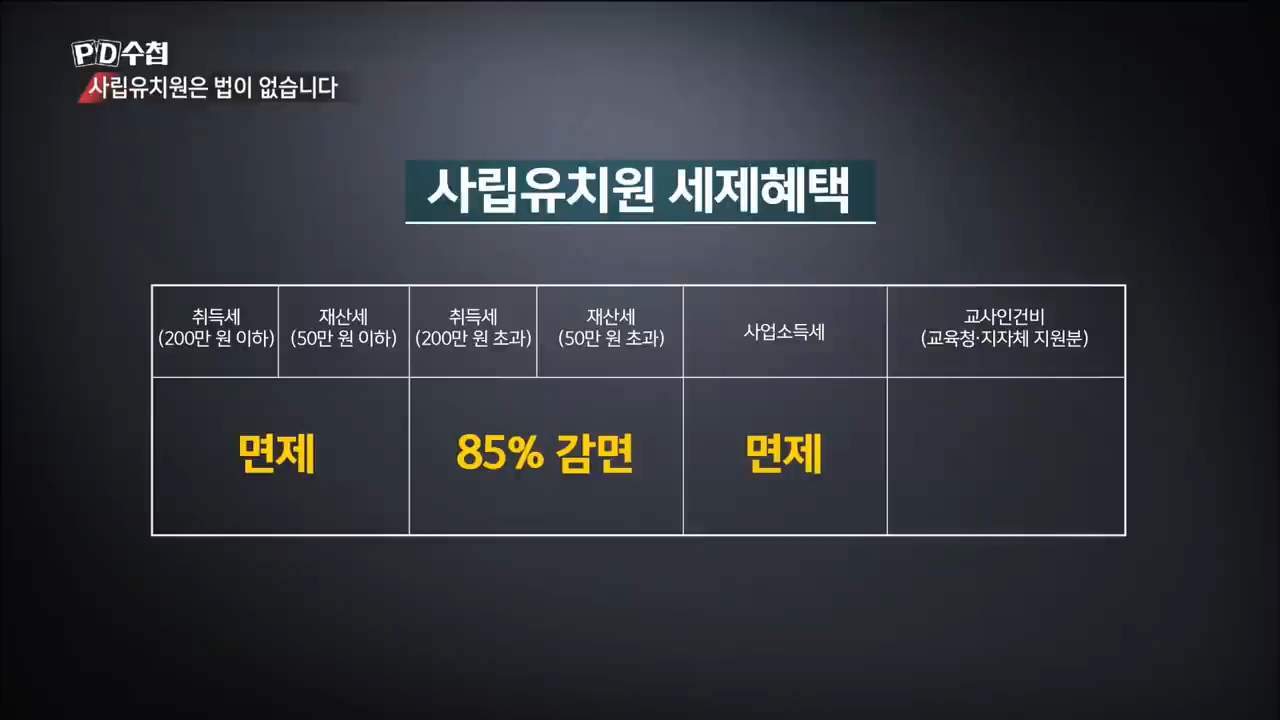 PD수첩
사립유치원은 법이 없습니다
사립유치원 세제혜택
취득세
(200만 원 이하)
재산세
(50만 원 이하)
취득세
(200만 원 초과)
재산세
(50만 원 초과)
사업소득세
교사인건비
(교육청·지자체 지원분)
면제
85% 감면
면제